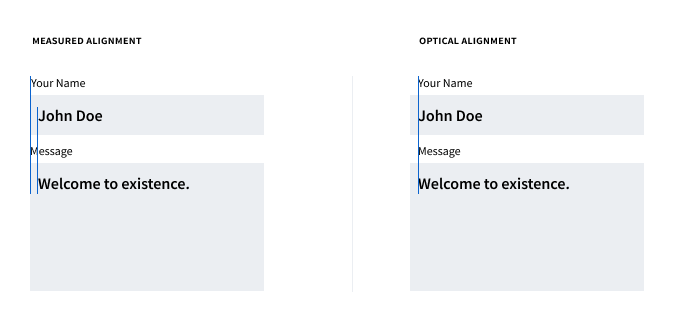 MEASURED ALIGNMENT
Your Name
John Doe
Message
Welcome to existence.
OPTICAL ALIGNMENT
Your Name
John Doe
Message
Welcome to existence.